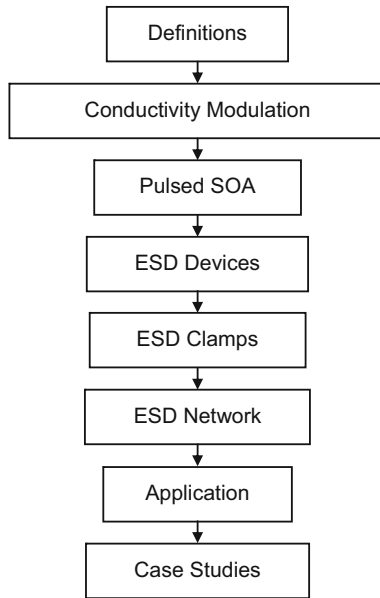 Definitions
Conductivity Modulation
Pulsed SOA
ESD Devices
ESD Clamps
ESD Network
Application
Case Studies